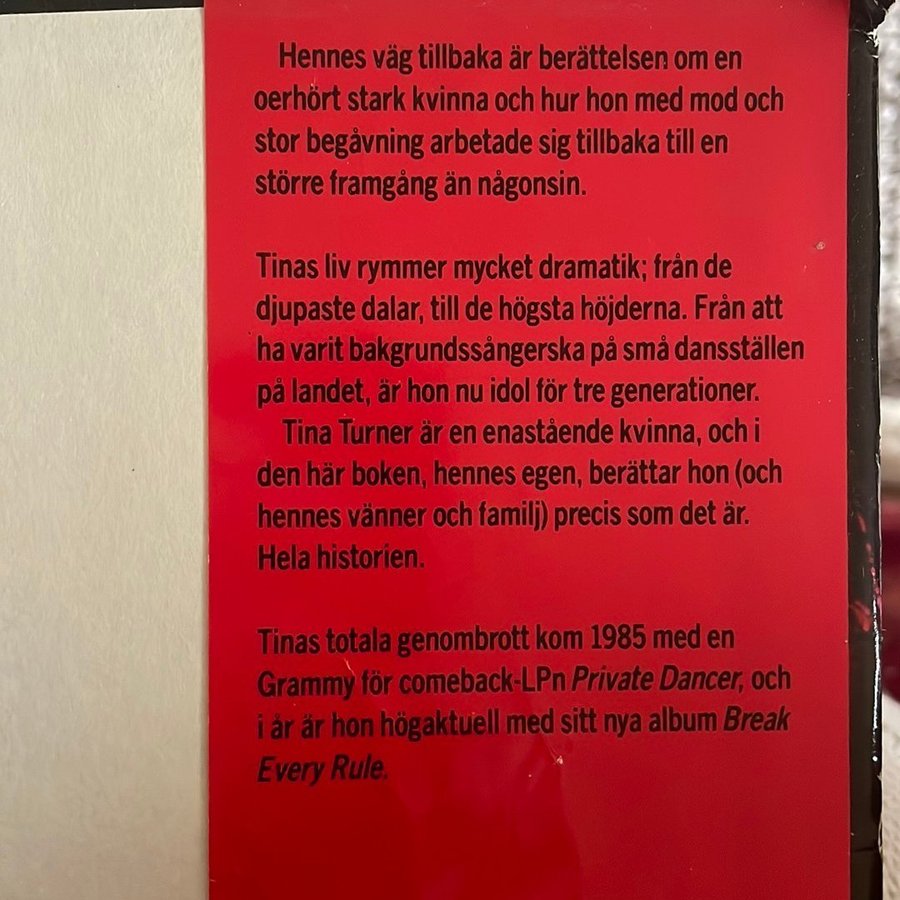 Hennes väg tillbaka är berättelsen om en
oerhört stark kvinna och hur hon med mod och
stor begåvning arbetade sig tillbaka till en
större framgång än någonsin.
Tinas liv rymmer mycket dramatik; från de
djupaste dalar, till de högsta höjderna. Från att
ha varit bakgrundssångerska på små dansställen
på landet, är hon nu idol för tre generationer.
Tina Turner är en enastående kvinna, och i
den här boken, hennes egen, berättar hon (och
hennes vänner och familj) precis som det är.
Hela historien.
Tinas totala genombrott kom 1985 med en
Grammy för comeback-LPn Private Dancer, och
i år är hon högaktuell med sitt nya album Break
Every Rule.